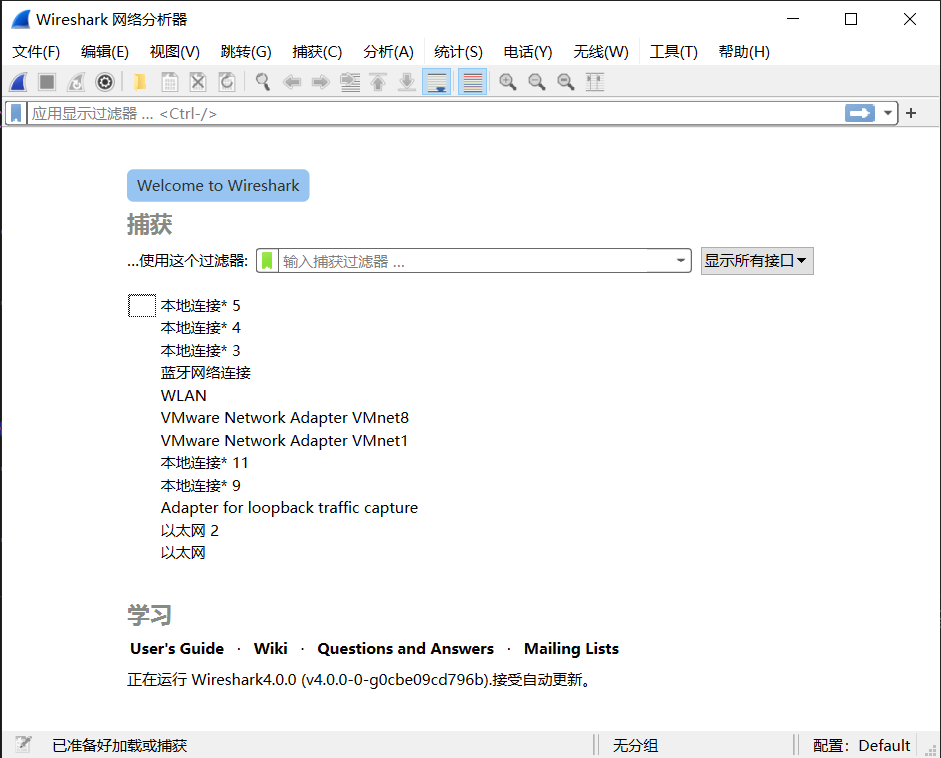 Wireshark 网络分析器
文件(F) 编辑(E) 视图(V) 跳转(G) 捕获(C) 分析(A) 统计(S) 电话(Y) 无线(W) 工具(T) 帮助(H)
应用显示过滤器 … <Ctrl-/>
Welcome to Wireshark
捕获
…使用这个过滤器: 输入捕获过滤器 … 显示所有接口
本地连接* 5
本地连接* 4
本地连接* 3
蓝牙网络连接
WLAN
VMware Network Adapter VMnet8
VMware Network Adapter VMnet1
本地连接* 11
本地连接* 9
Adapter for loopback traffic capture
以太网 2
以太网
学习
User's Guide · Wiki · Questions and Answers · Mailing Lists
正在运行 Wireshark4.0.0 (v4.0.0-0-g0cbe09cd796b).接受自动更新。
已准备好加载或捕获 无分组 配置：Default